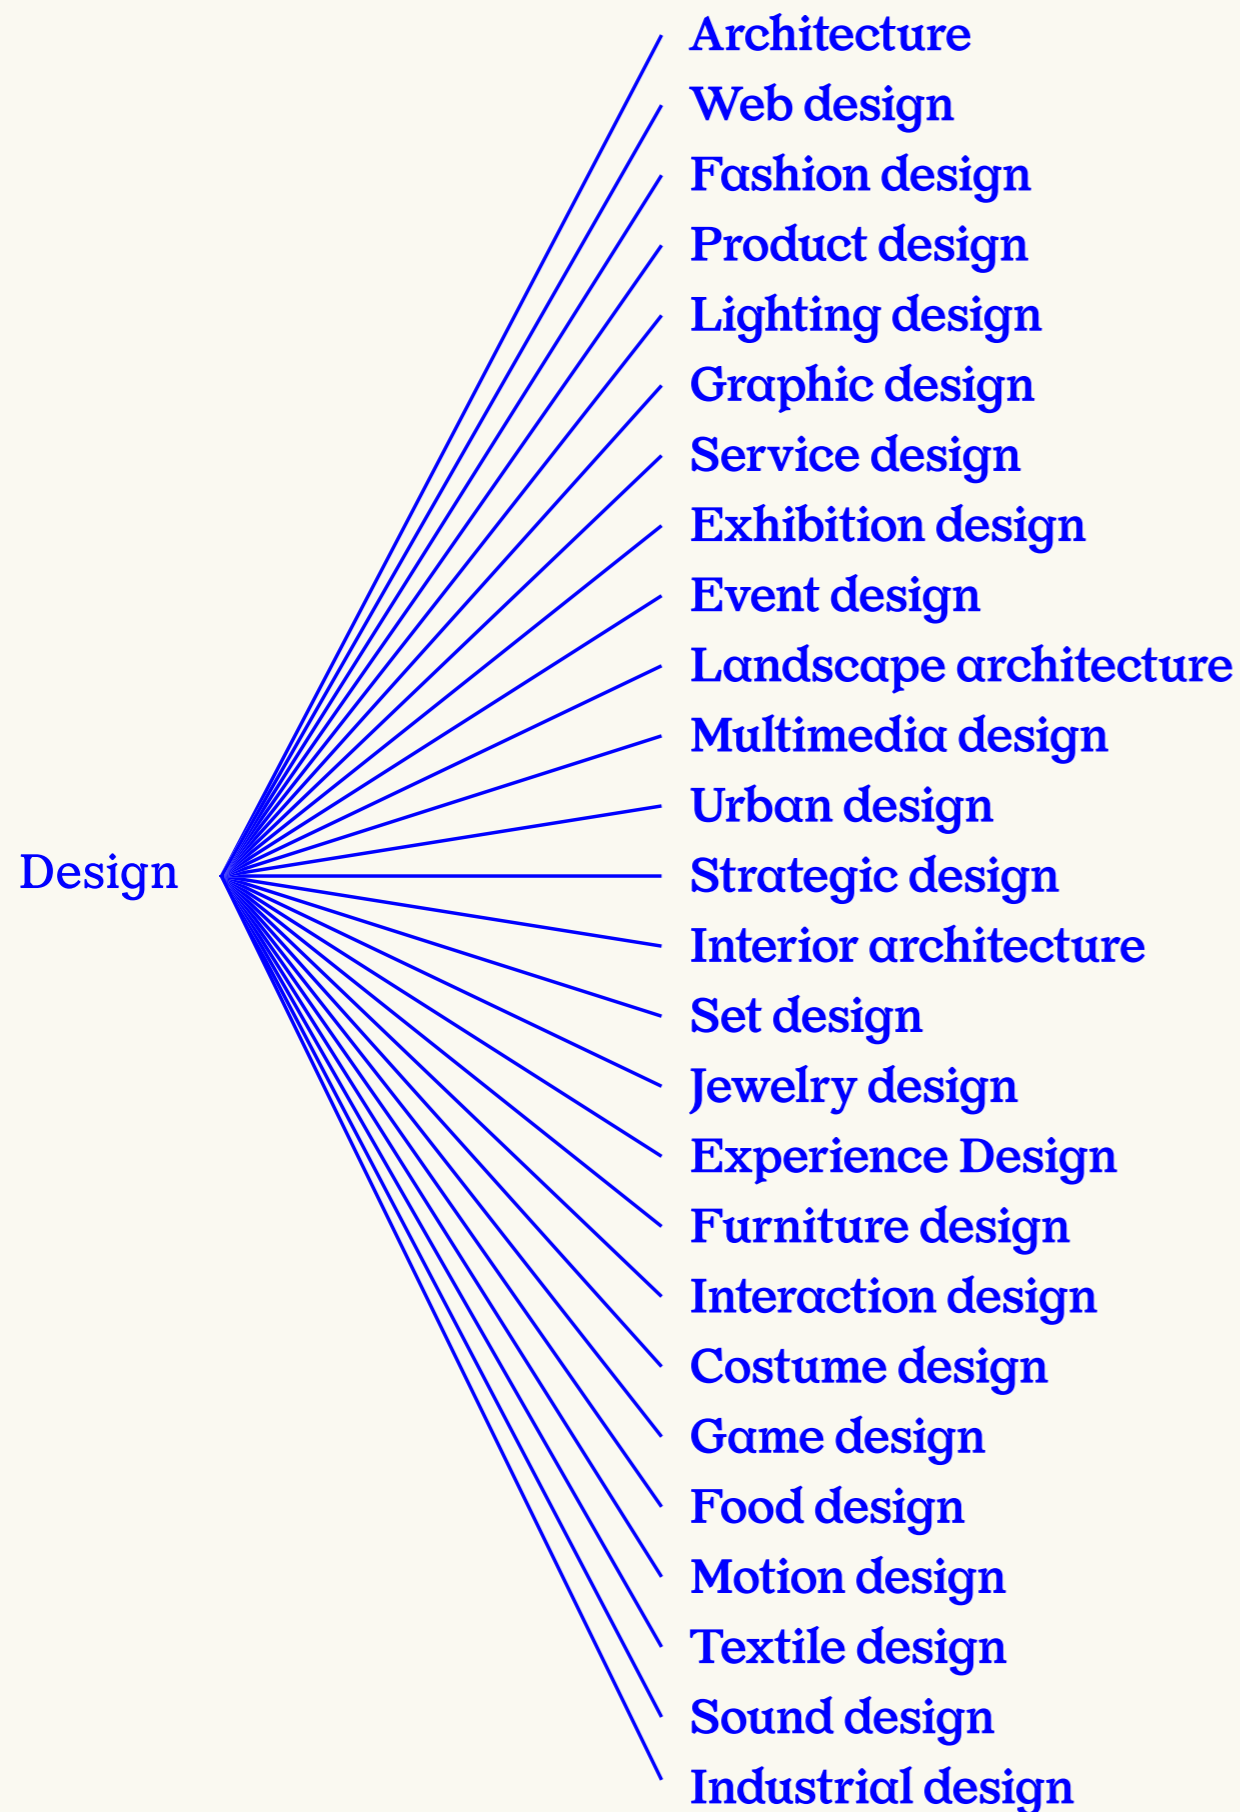 Architecture
Web design
Fashion design
Product design
Lighting design
Graphic design
Service design
Exhibition design
Event design
Landscape architecture
Multimedia design
Urban design
Design
Strategic design
Interior architecture
Set design
Jewelry design
Experience Design
Furniture design
Interaction design
Costume design
Game design
Food design
Motion design
Textile design
Sound design
Industrial design